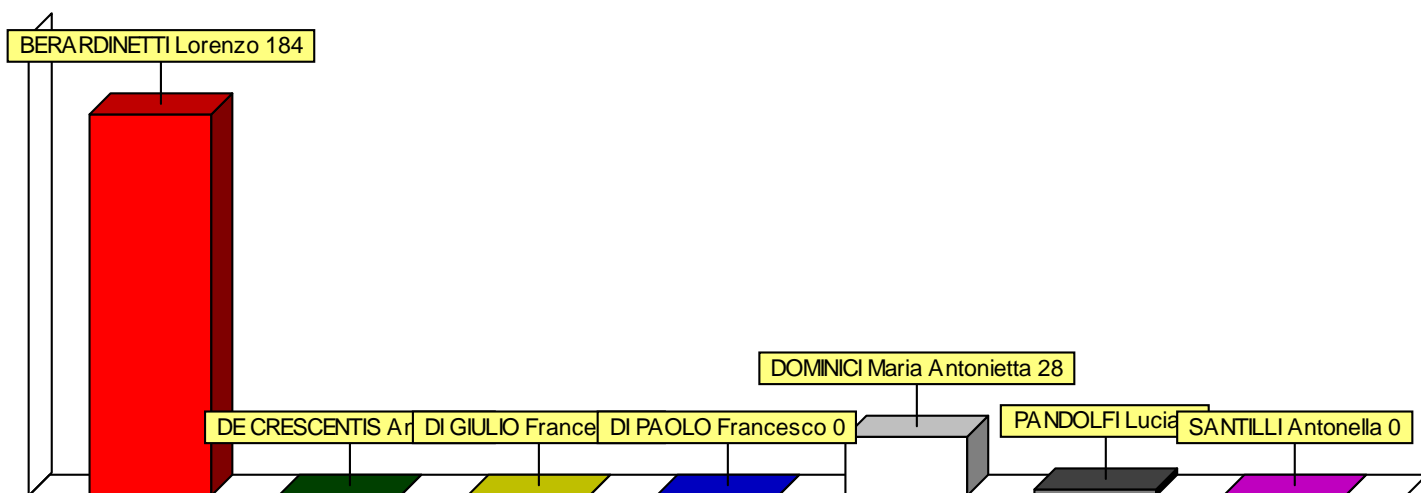 BERARDINETTI Lorenzo 184
DE CRESCENTIS
DI GIULIO
DI PAOLO Francesco 0
DOMINICI Maria Antonietta 28
PANDOLFI
SANTILLI Antonella 0